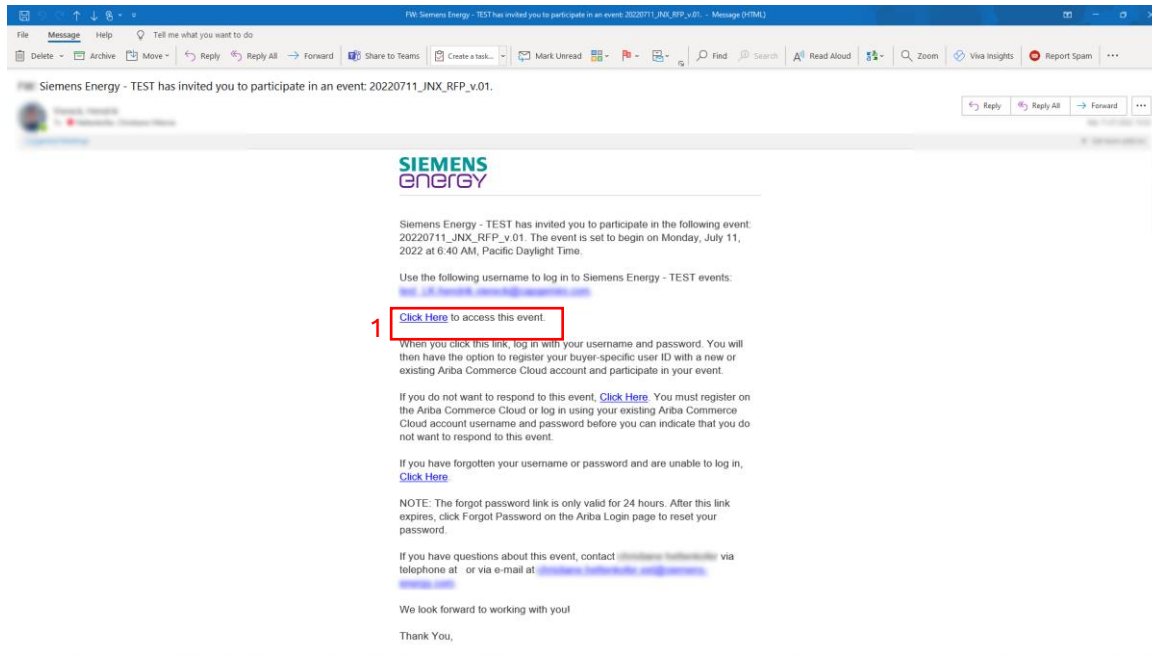 FW: Siemens Energy - TEST has invited you to participate in an event: 20220711_JNX_RFP_v.01. - Message (HTML)
File Message Help Tell me what you want to do
Delete Archive Move Reply Reply All Forward Share to Teams Create a task... Mark Unread Find Search Read Aloud Zoom Viva Insights Report Spam
Siemens Energy - TEST has invited you to participate in an event: 20220711_JNX_RFP_v.01.
Reply Reply All Forward
SIEMENS
energy
Siemens Energy - TEST has invited you to participate in the following event:
20220711_JNX_RFP_v.01. The event is set to begin on Monday, July 11,
2022 at 6:40 AM, Pacific Daylight Time.
Use the following username to log in to Siemens Energy - TEST events:
1
Click Here to access this event.
When you click this link, log in with your username and password. You will
then have the option to register your buyer-specific user ID with a new or
existing Ariba Commerce Cloud account and participate in your event.
If you do not want to respond to this event, Click Here. You must register on
the Ariba Commerce Cloud or log in using your existing Ariba Commerce
Cloud account username and password before you can indicate that you do
not want to respond to this event.
If you have forgotten your username or password and are unable to log in,
Click Here.
NOTE: The forgot password link is only valid for 24 hours. After this link
expires, click Forgot Password on the Ariba Login page to reset your
password.
If you have questions about this event, contact via
telephone at or via e-mail at
We look forward to working with you!
Thank You,